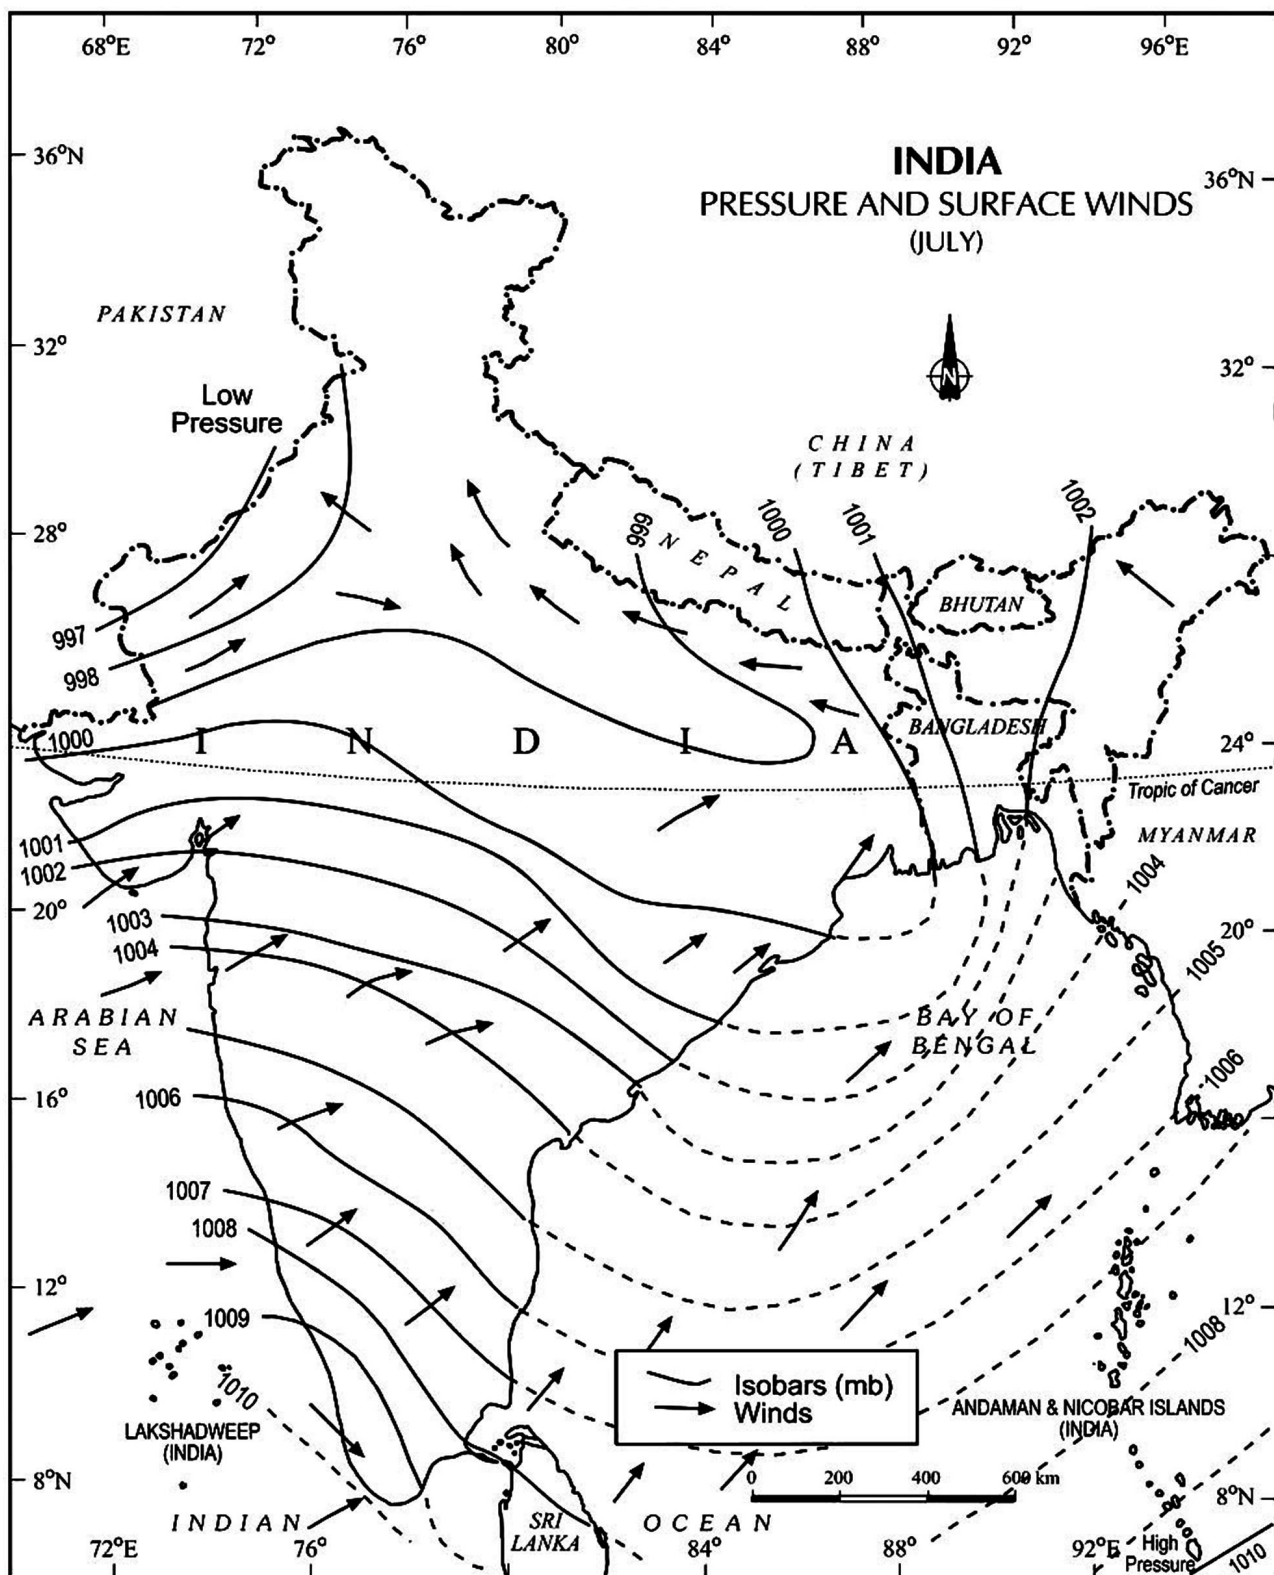 68°E 72° 76° 80° 84° 88° 92° 96°E
36°N
INDIA
PRESSURE AND SURFACE WINDS
(JULY)
36°N
PAKISTAN
32°
32°
N
Low
Pressure
CHINA
(TIBET)
1000
1001
1002
999
28°
NEPAL
BHUTAN
997
998
1000
INDIA
BANGLADESH
24°
Tropic of Cancer
MYANMAR
1001
1002
1003
1004
20°
1004
20°
1005
ARABIAN
SEA
BAY OF
BENGAL
1006
16°
1006
1007
1008
12°
12°
1009
1008
1010
Isobars (mb)
Winds
LAKSHADWEEP
(INDIA)
ANDAMAN & NICOBAR ISLANDS
(INDIA)
8°N
0 200 400 600 km
8°N
INDIAN OCEAN
SRI
LANKA
High
Pressure
1010
72°E 76° 84° 88° 92°E